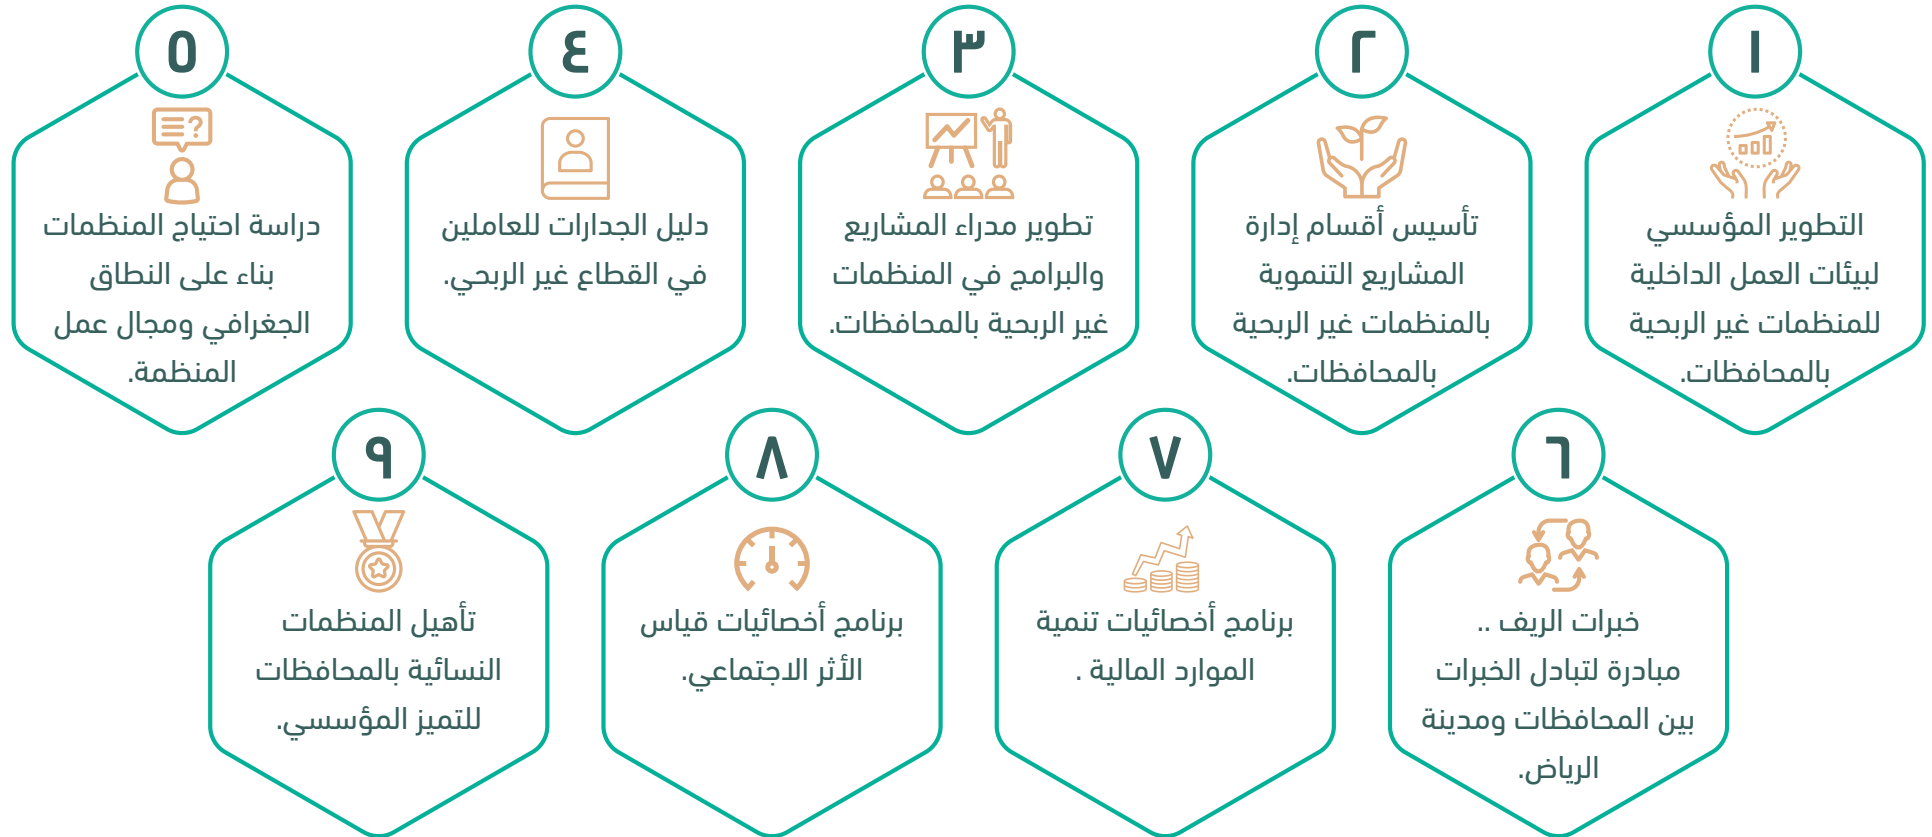 ١
التطوير المؤسسي
لبيئات العمل الداخلية
للمنظمات غير الربحية
بالمحافظات.
٢
تأسيس أقسام إدارة
المشاريع التنموية
بالمنظمات غير الربحية
بالمحافظات.
٣
تطوير مدراء المشاريع
والبرامج في المنظمات
غير الربحية بالمحافظات.
٤
دليل الجدارات للعاملين
في القطاع غير الربحي.
٥
?
دراسة احتياج المنظمات
بناء على النطاق
الجغرافي ومجال عمل
المنظمة.
٦
خبرات الريف ..
مبادرة لتبادل الخبرات
بين المحافظات ومدينة
الرياض.
٧
برنامج أخصائيات تنمية
الموارد المالية .
٨
برنامج أخصائيات قياس
الأثر الاجتماعي.
٩
تأهيل المنظمات
النسائية بالمحافظات
للتميز المؤسسي.